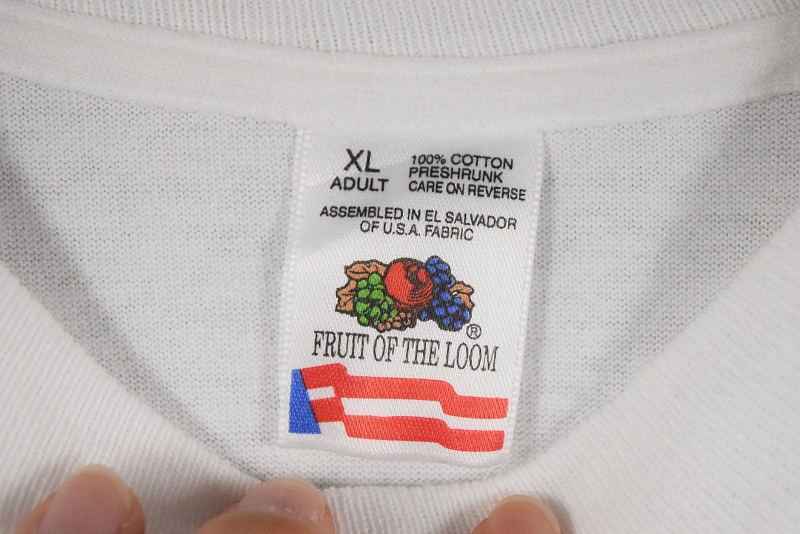 XL
ADULT
100% COTTON
PRESHRUNK
CARE ON REVERSE
ASSEMBLED IN EL SALVADOR
OF U.S.A. FABRIC
®
FRUIT OF THE LOOM